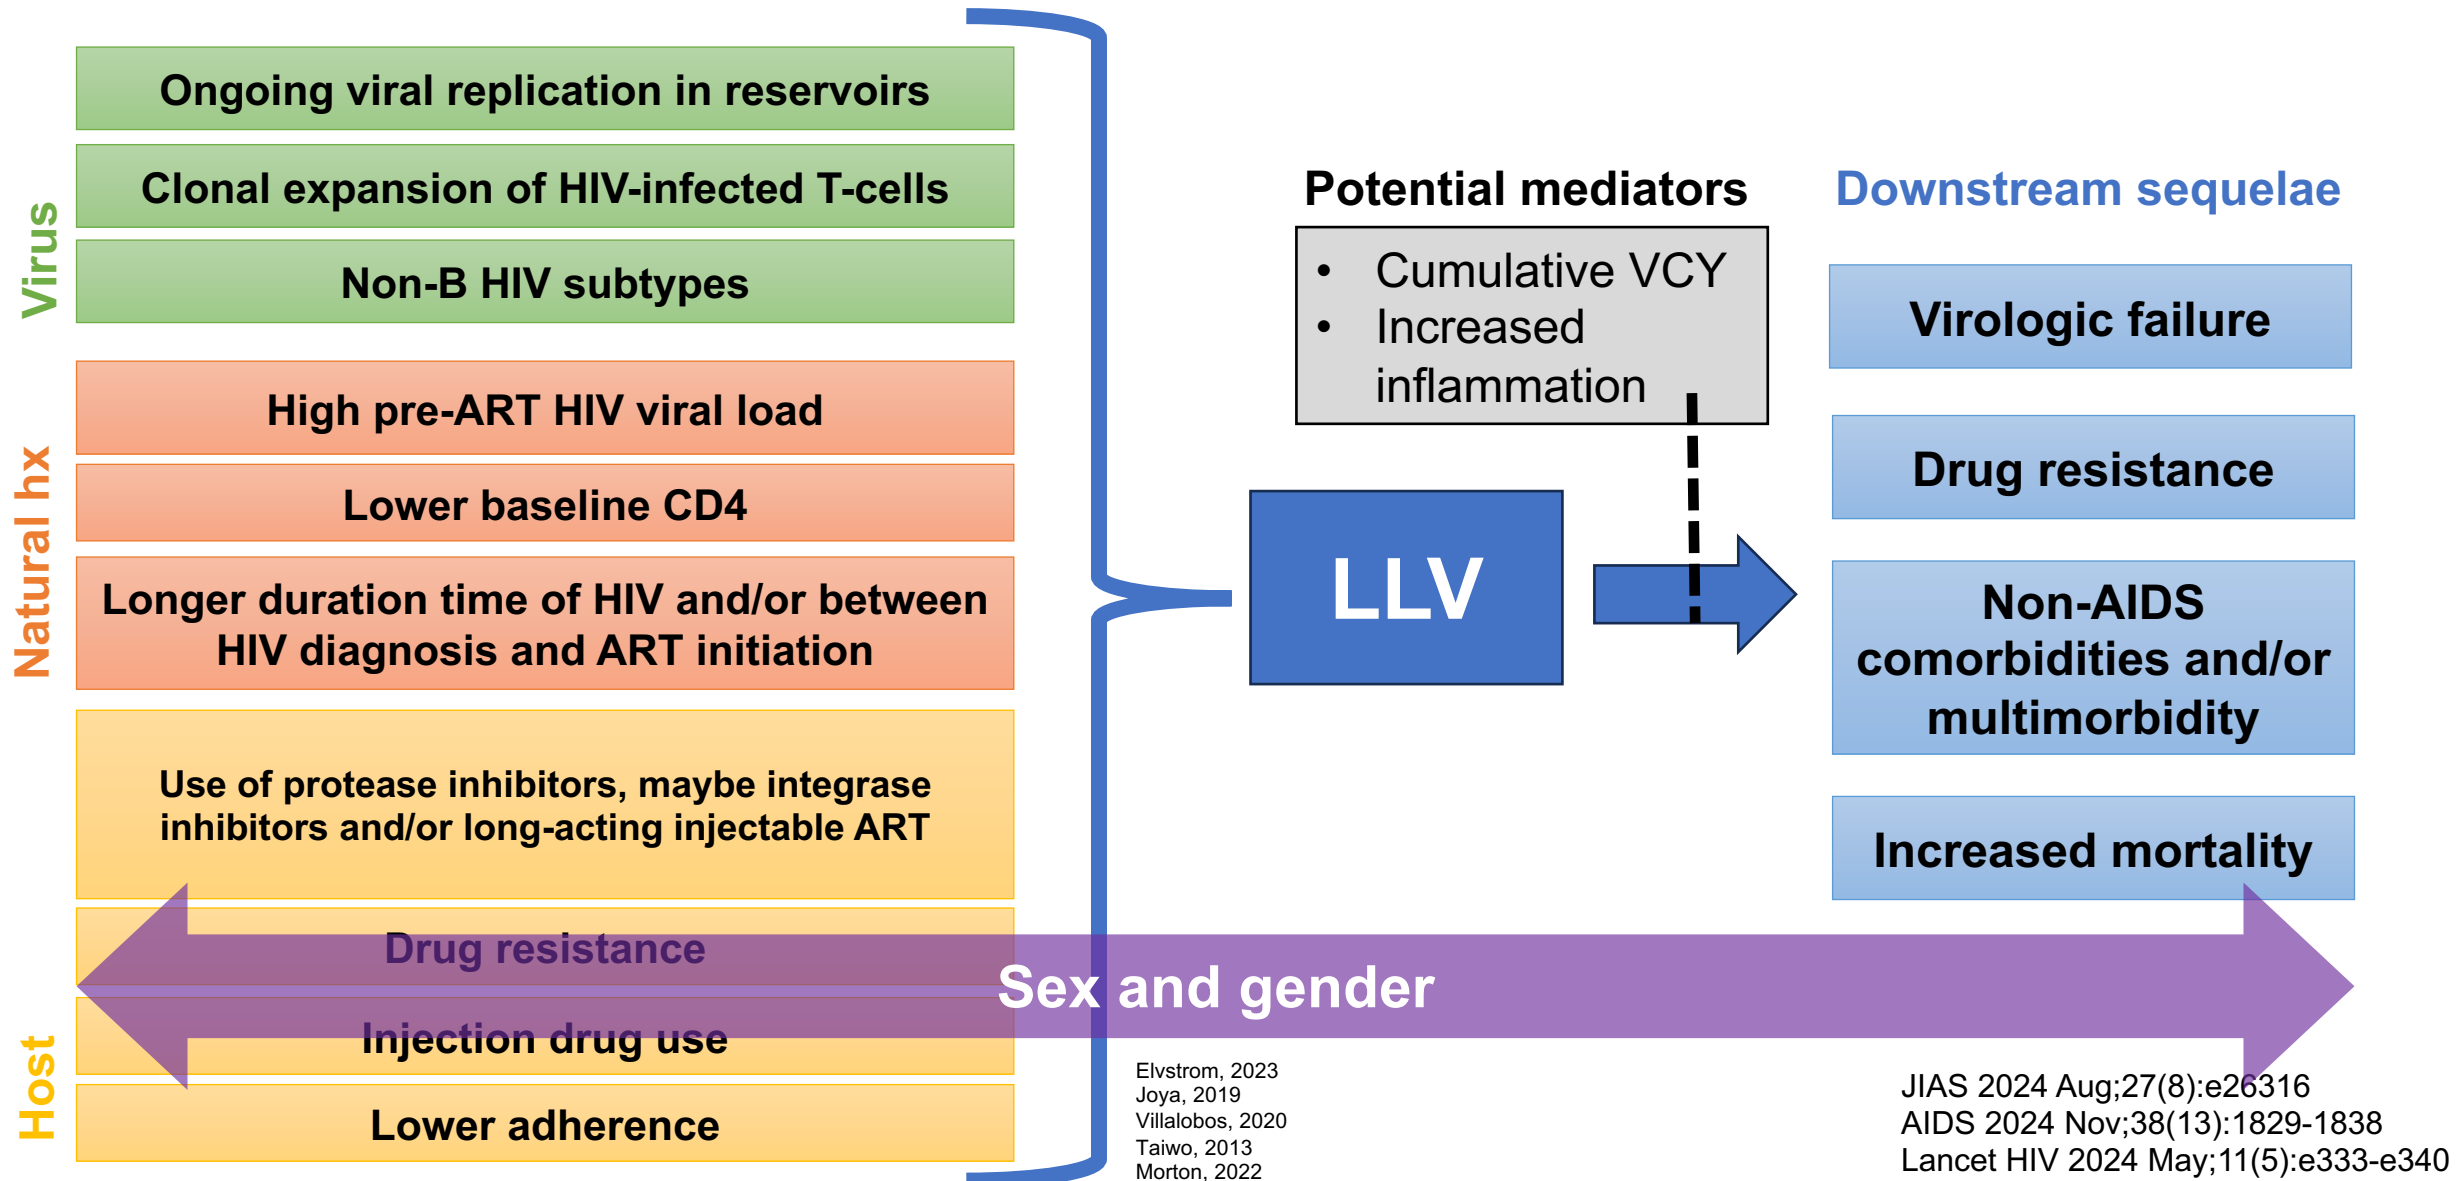 Virus
Ongoing viral replication in reservoirs
Clonal expansion of HIV-infected T-cells
Non-B HIV subtypes
Natural hx
High pre-ART HIV viral load
Lower baseline CD4
Longer duration time of HIV and/or between
HIV diagnosis and ART initiation
Host
Use of protease inhibitors, maybe integrase
inhibitors and/or long-acting injectable ART
Drug resistance
Injection drug use
Lower adherence
LLV
Potential mediators
• Cumulative VCY
• Increased
inflammation
Downstream sequelae
Virologic failure
Drug resistance
Non-AIDS
comorbidities and/or
multimorbidity
Increased mortality
Sex and gender
Elvstrom, 2023
Joya, 2019
Villalobos, 2020
Taiwo, 2013
Morton, 2022
JIAS 2024 Aug;27(8):e26316
AIDS 2024 Nov;38(13):1829-1838
Lancet HIV 2024 May;11(5):e333-e340